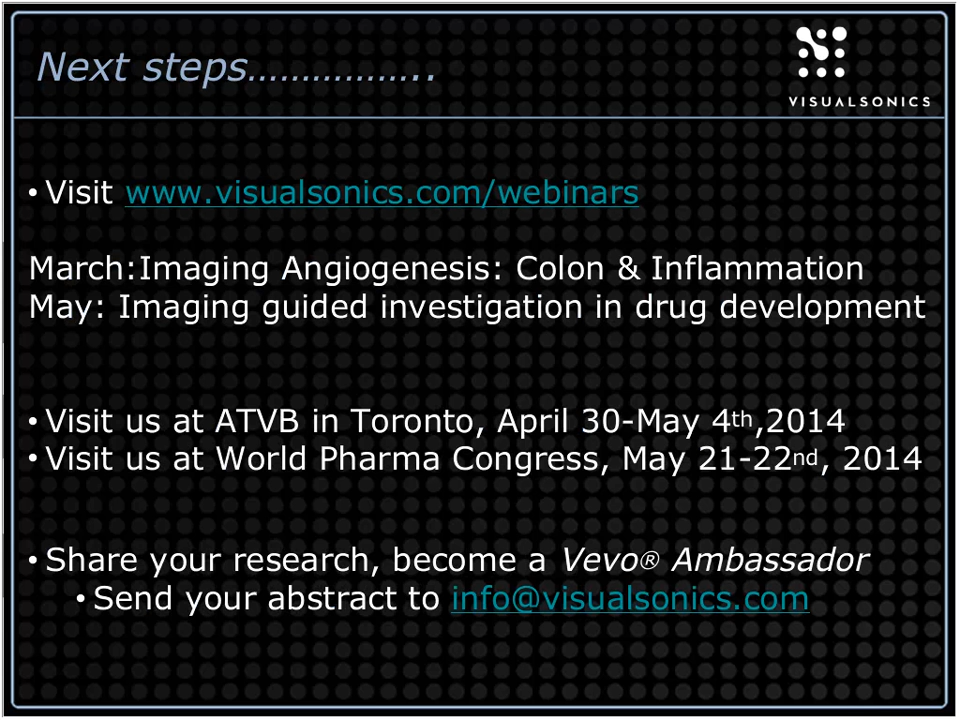 Next steps……………..
VISUALSONICS
• Visit www.visualsonics.com/webinars
March:Imaging Angiogenesis: Colon & Inflammation
May: Imaging guided investigation in drug development
• Visit us at ATVB in Toronto, April 30-May 4th,2014
• Visit us at World Pharma Congress, May 21-22nd, 2014
• Share your research, become a Vevo® Ambassador
• Send your abstract to info@visualsonics.com